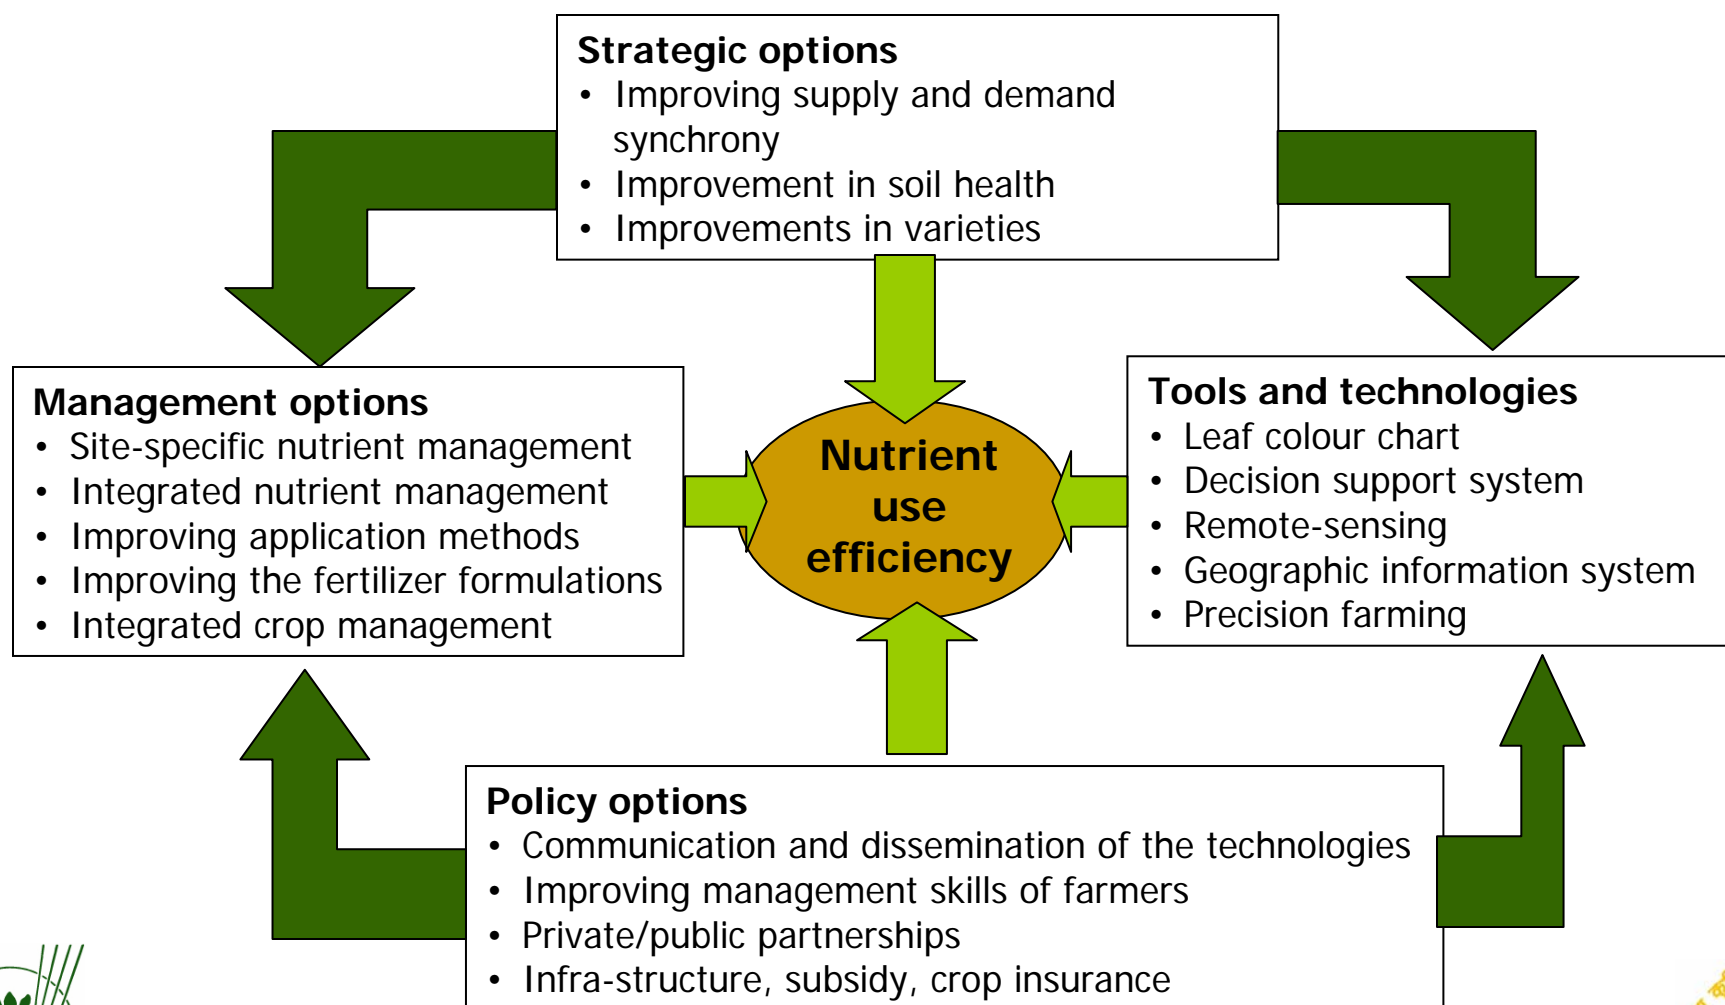 Strategic options
• Improving supply and demand
synchrony
• Improvement in soil health
• Improvements in varieties
Management options
• Site-specific nutrient management
• Integrated nutrient management
• Improving application methods
• Improving the fertilizer formulations
• Integrated crop management
Nutrient
use
efficiency
Tools and technologies
• Leaf colour chart
• Decision support system
• Remote-sensing
• Geographic information system
• Precision farming
Policy options
• Communication and dissemination of the technologies
• Improving management skills of farmers
• Private/public partnerships
• Infra-structure, subsidy, crop insurance